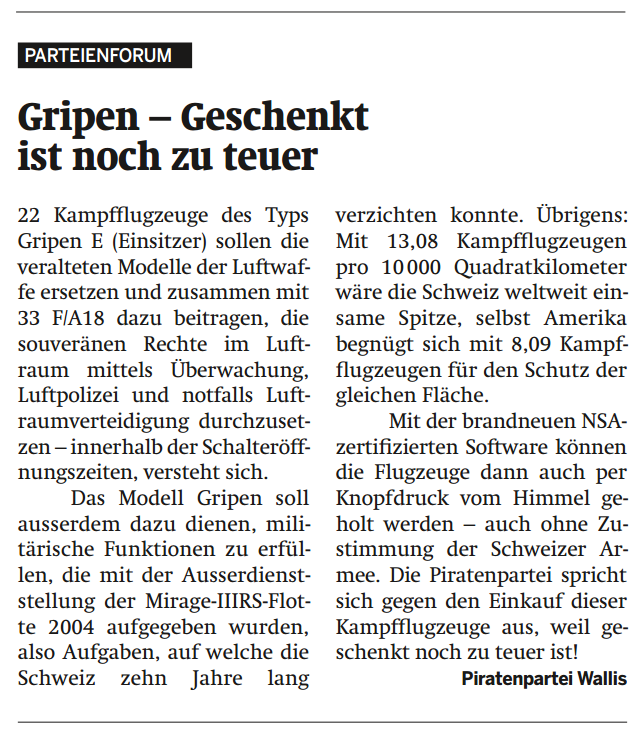 PARTEIENFORUM
Gripen – Geschenkt
ist noch zu teuer
22 Kampfflugzeuge des Typs
Gripen E (Einsitzer) sollen die
veralteten Modelle der Luftwaf-
fe ersetzen und zusammen mit
33 F/A18 dazu beitragen, die
souveränen Rechte im Luft-
raum mittels Überwachung,
Luftpolizei und notfalls Luft-
raumverteidigung durchzuset-
zen – innerhalb der Schalteröff-
nungszeiten, versteht sich.
Das Modell Gripen soll
ausserdem dazu dienen, mili-
tärische Funktionen zu erfül-
len, die mit der Ausserdienst-
stellung der Mirage-IIIRS-Flot-
te 2004 aufgegeben wurden,
also Aufgaben, auf welche die
Schweiz zehn Jahre lang
verzichten konnte. Übrigens:
Mit 13,08 Kampfflugzeugen
pro 10 000 Quadratkilometer
wäre die Schweiz weltweit ein-
same Spitze, selbst Amerika
begnügt sich mit 8,09 Kampf-
flugzeugen für den Schutz der
gleichen Fläche.
Mit der brandneuen NSA-
zertifizierten Software können
die Flugzeuge dann auch per
Knopfdruck vom Himmel ge-
holt werden – auch ohne Zu-
stimmung der Schweizer Ar-
mee. Die Piratenpartei spricht
sich gegen den Einkauf dieser
Kampfflugzeuge aus, weil ge-
schenkt noch zu teuer ist!
Piratenpartei Wallis